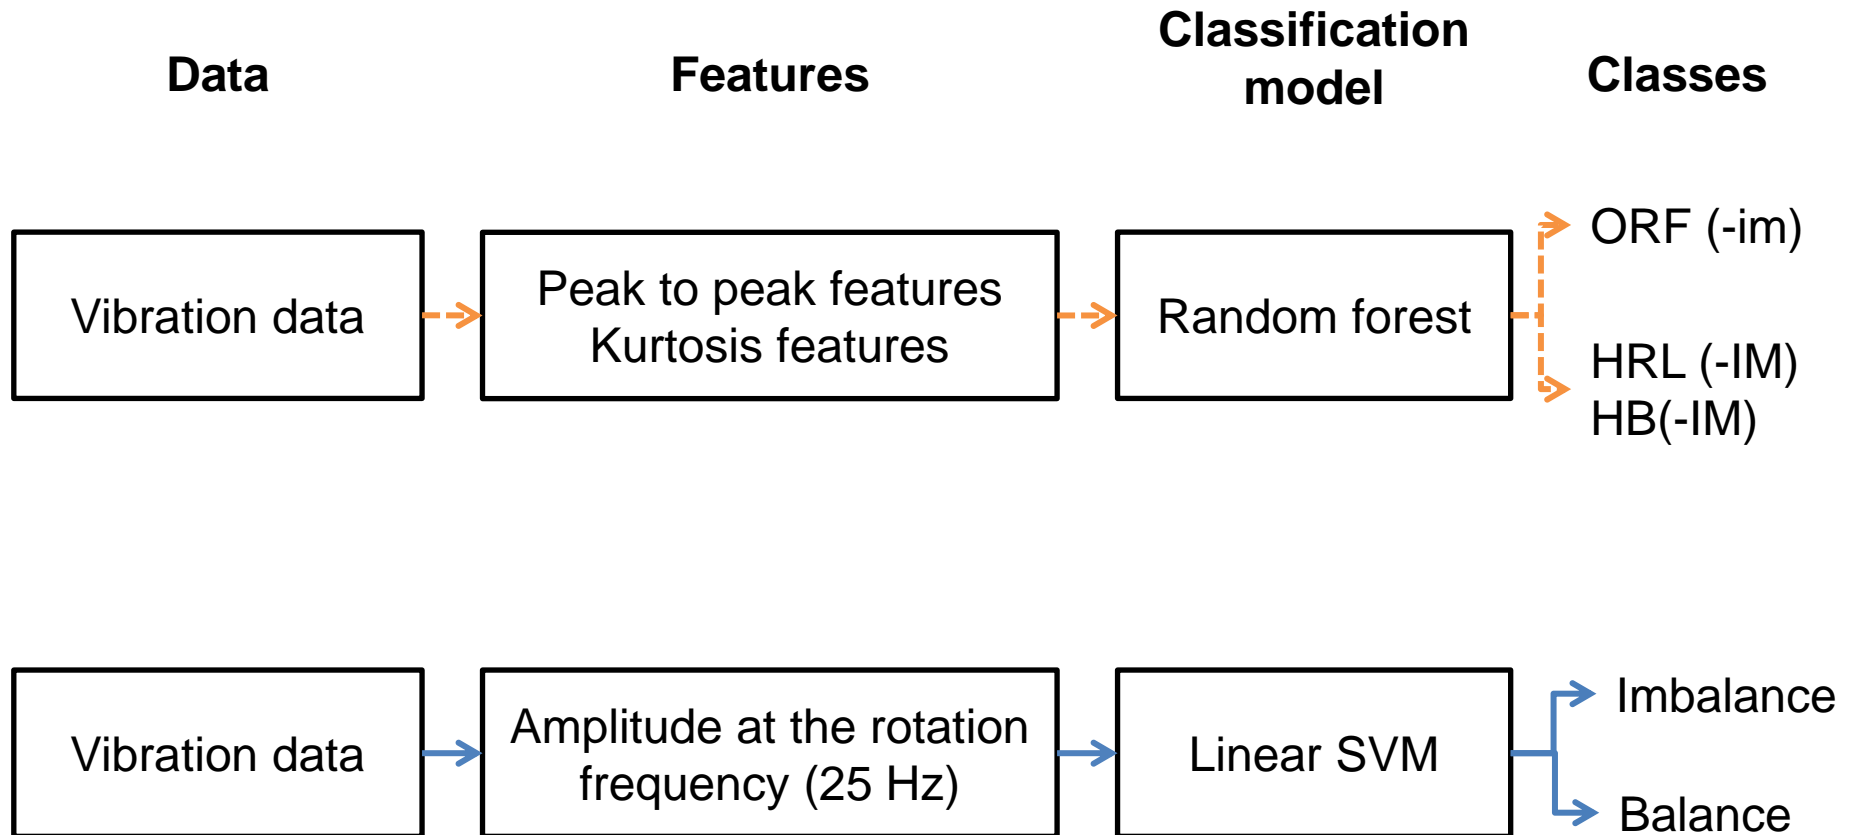 Data
Features
Classification
model
Classes
Vibration data
Peak to peak features
Kurtosis features
Random forest
ORF (-im)
HRL (-IM)
HB(-IM)
Vibration data
Amplitude at the rotation
frequency (25 Hz)
Linear SVM
Imbalance
Balance